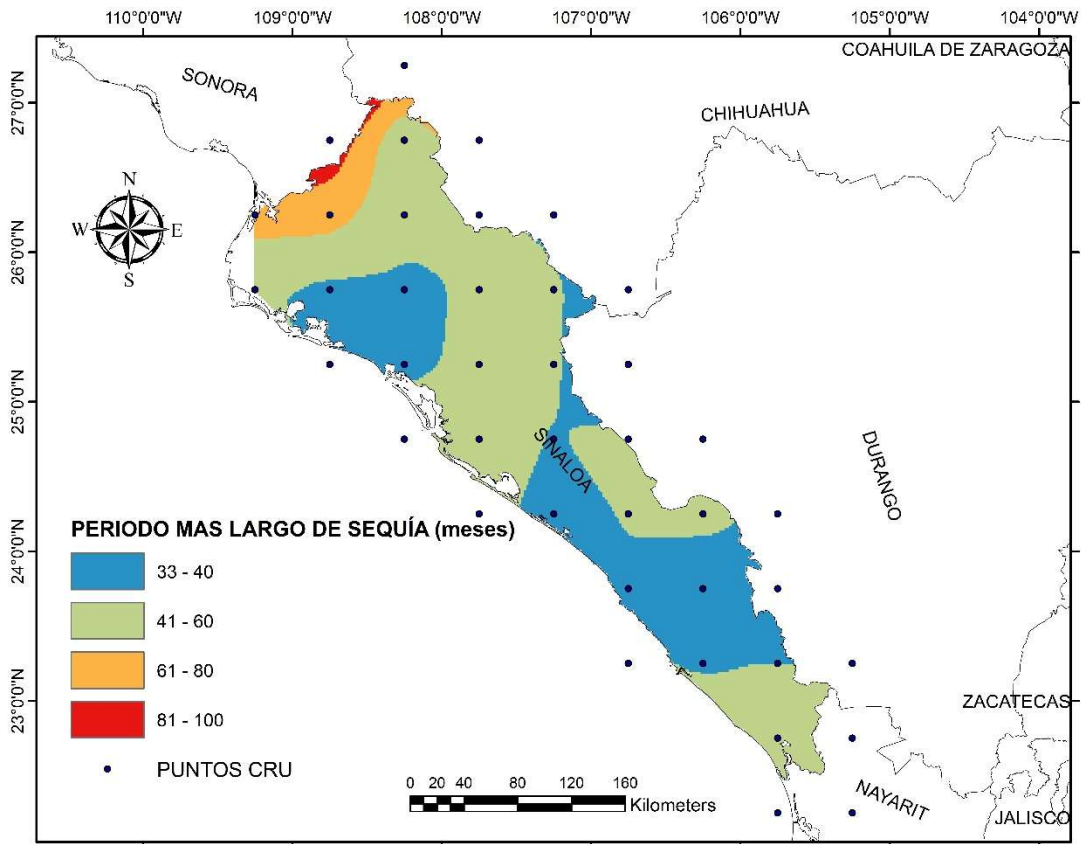 110°0'0"W 109°0'0"W 108°0'0"W 107°0'0"W 106°0'0"W 105°0'0"W 104°0'0"W
COAHUILA DE ZARAGOZA
SONORA
CHIHUAHUA
27°0'0"N
N
W E
S
26°0'0"N
25°0'0"N
SINALOA
DURANGO
PERIODO MAS LARGO DE SEQUÍA (meses)
24°0'0"N
33 - 40
41 - 60
61 - 80
81 - 100
PUNTOS CRU
23°0'0"N
ZACATECAS
NAYARIT
JALISCO
0 20 40 80 120 160
Kilometers